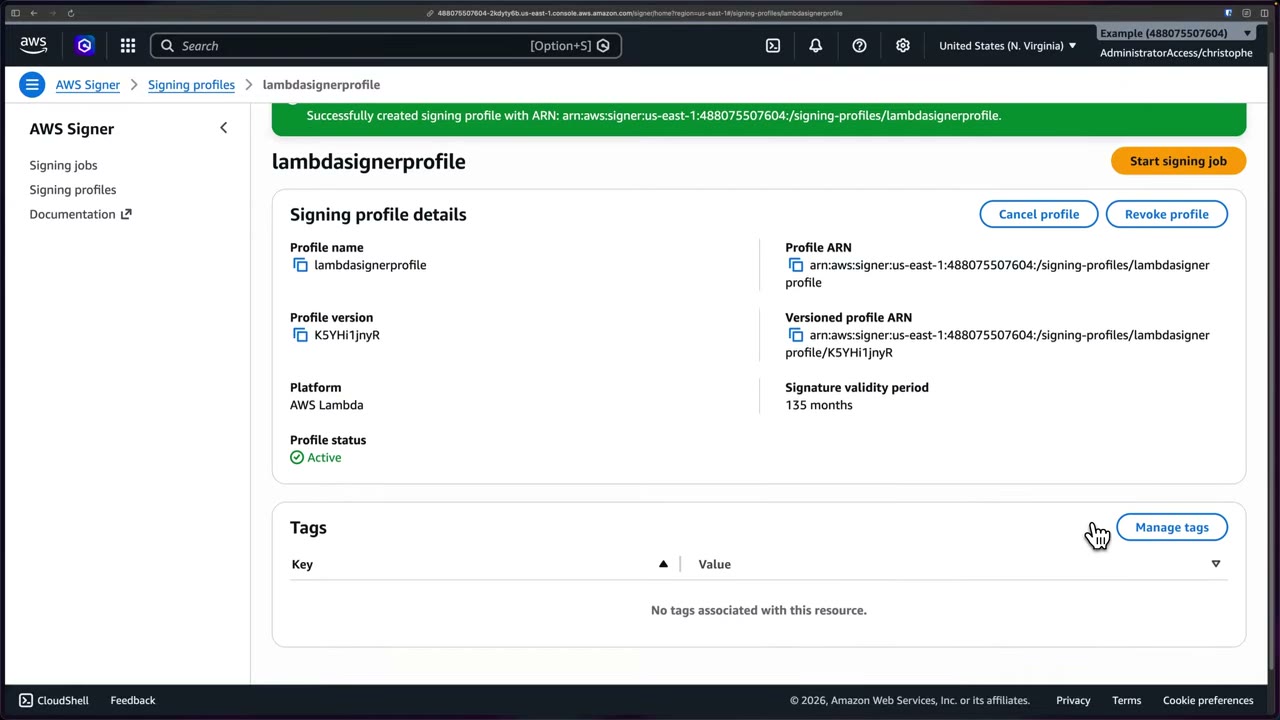 488075507604-2kdyty6b.us-east-1.console.aws.amazon.com/signer/home?region=us-east-1#/signing-profiles/lambdasignerprofile
aws
Search
[Option+S]
United States (N. Virginia)
Example (488075507604)
AdministratorAccess/christophe
AWS Signer
Signing profiles
lambdasignerprofile
AWS Signer
Signing jobs
Signing profiles
Documentation
Successfully created signing profile with ARN: arn:aws:signer:us-east-1:488075507604:/signing-profiles/lambdasignerprofile.
lambdasignerprofile
Start signing job
Signing profile details
Cancel profile
Revoke profile
Profile name
lambdasignerprofile
Profile ARN
arn:aws:signer:us-east-1:488075507604:/signing-profiles/lambdasigner
profile
Profile version
K5YHi1jnyR
Versioned profile ARN
arn:aws:signer:us-east-1:488075507604:/signing-profiles/lambdasigner
profile/K5YHi1jnyR
Platform
AWS Lambda
Signature validity period
135 months
Profile status
Active
Tags
Manage tags
Key
Value
No tags associated with this resource.
CloudShell
Feedback
© 2026, Amazon Web Services, Inc. or its affiliates.
Privacy
Terms
Cookie preferences